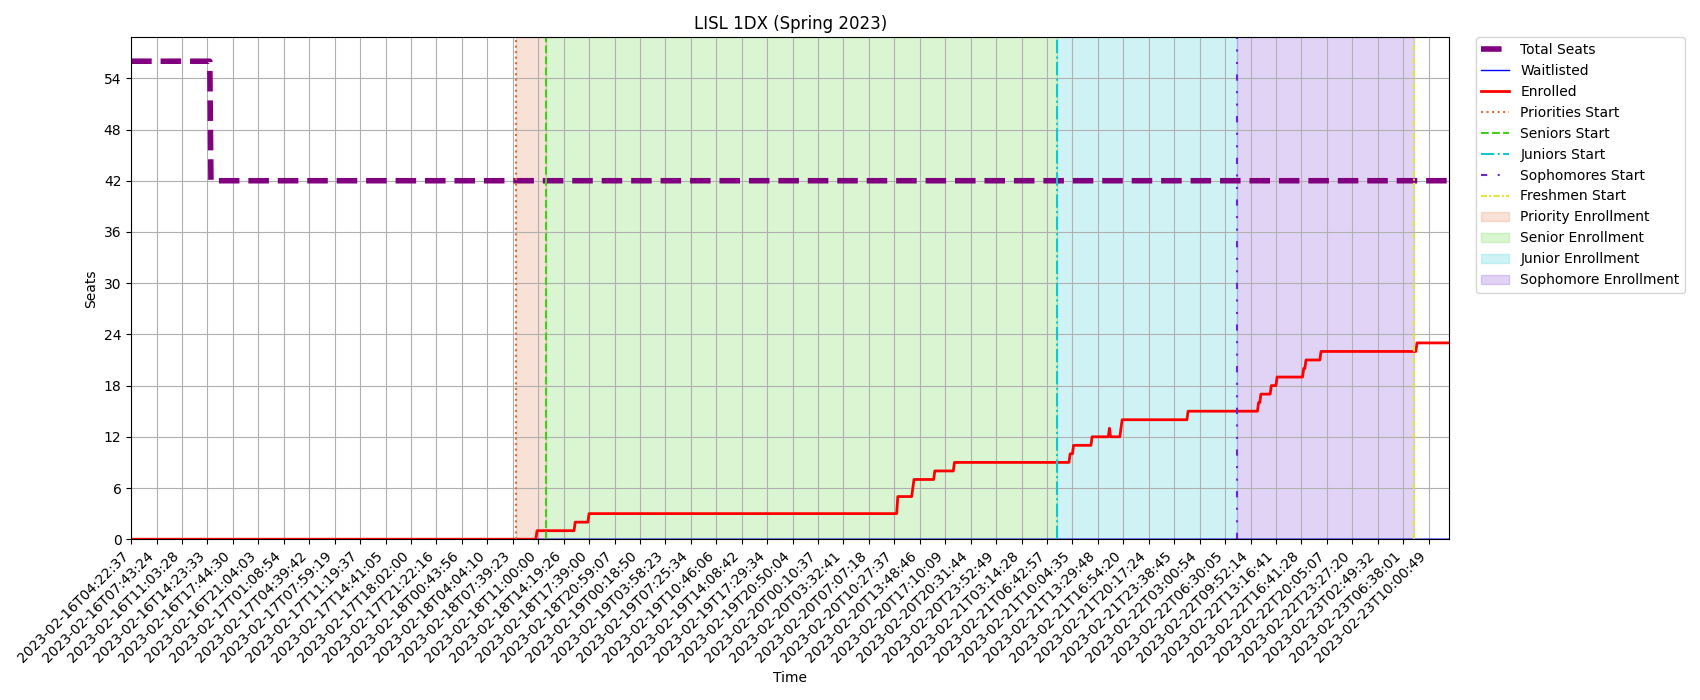 LISL 1DX (Spring 2023)
Seats
54
48
42
36
30
24
18
12
6
0
2023-02-16T04:22:37
2023-02-16T07:43:24
2023-02-16T11:03:28
2023-02-16T14:23:33
2023-02-16T17:44:30
2023-02-16T21:04:03
2023-02-17T01:08:54
2023-02-17T04:39:42
2023-02-17T07:59:19
2023-02-17T11:19:37
2023-02-17T14:41:05
2023-02-17T18:02:00
2023-02-17T21:22:16
2023-02-18T00:43:56
2023-02-18T04:04:10
2023-02-18T07:39:23
2023-02-18T11:00:00
2023-02-18T14:19:26
2023-02-18T17:39:00
2023-02-18T20:59:07
2023-02-19T00:18:50
2023-02-19T03:58:23
2023-02-19T07:25:34
2023-02-19T10:46:06
2023-02-19T14:08:42
2023-02-19T17:29:34
2023-02-19T20:50:04
2023-02-20T00:10:37
2023-02-20T03:32:41
2023-02-20T07:07:18
2023-02-20T10:27:37
2023-02-20T13:48:46
2023-02-20T17:10:09
2023-02-20T20:31:44
2023-02-20T23:52:49
2023-02-21T03:14:28
2023-02-21T06:42:57
2023-02-21T10:04:35
2023-02-21T13:29:48
2023-02-21T16:54:20
2023-02-21T20:17:24
2023-02-21T23:38:45
2023-02-22T03:00:54
2023-02-22T06:30:05
2023-02-22T09:52:14
2023-02-22T13:16:41
2023-02-22T16:41:28
2023-02-22T20:05:07
2023-02-22T23:27:20
2023-02-23T02:49:32
2023-02-23T06:38:01
2023-02-23T10:00:49
Time
Total Seats
Waitlisted
Enrolled
Priorities Start
Seniors Start
Juniors Start
Sophomores Start
Freshmen Start
Priority Enrollment
Senior Enrollment
Junior Enrollment
Sophomore Enrollment